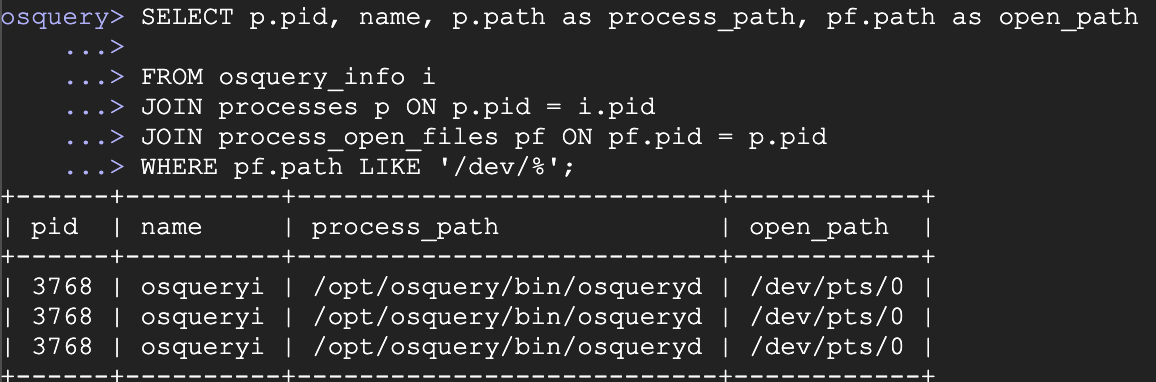 osquery> SELECT p.pid, name, p.path as process_path, pf.path as open_path
    ...>
    ...> FROM osquery_info i
    ...> JOIN processes p ON p.pid = i.pid
    ...> JOIN process_open_files pf ON pf.pid = p.pid
    ...> WHERE pf.path LIKE '/dev/%';
+------+----------+---------------------------+------------+
| pid  | name     | process_path              | open_path  |
+------+----------+---------------------------+------------+
| 3768 | osqueryi | /opt/osquery/bin/osqueryd | /dev/pts/0 |
| 3768 | osqueryi | /opt/osquery/bin/osqueryd | /dev/pts/0 |
| 3768 | osqueryi | /opt/osquery/bin/osqueryd | /dev/pts/0 |
+------+----------+---------------------------+------------+